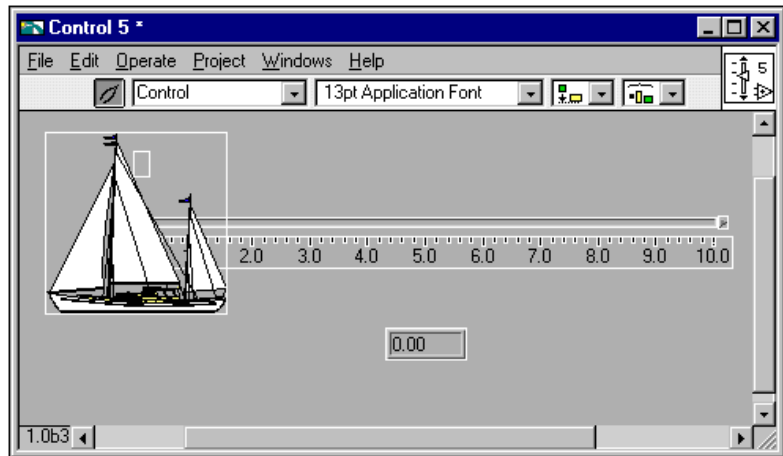 Control 5 *
File Edit Operate Project Windows Help
Control 13pt Application Font 5
2.0 3.0 4.0 5.0 6.0 7.0 8.0 9.0 10.0
0.00
1.0b3